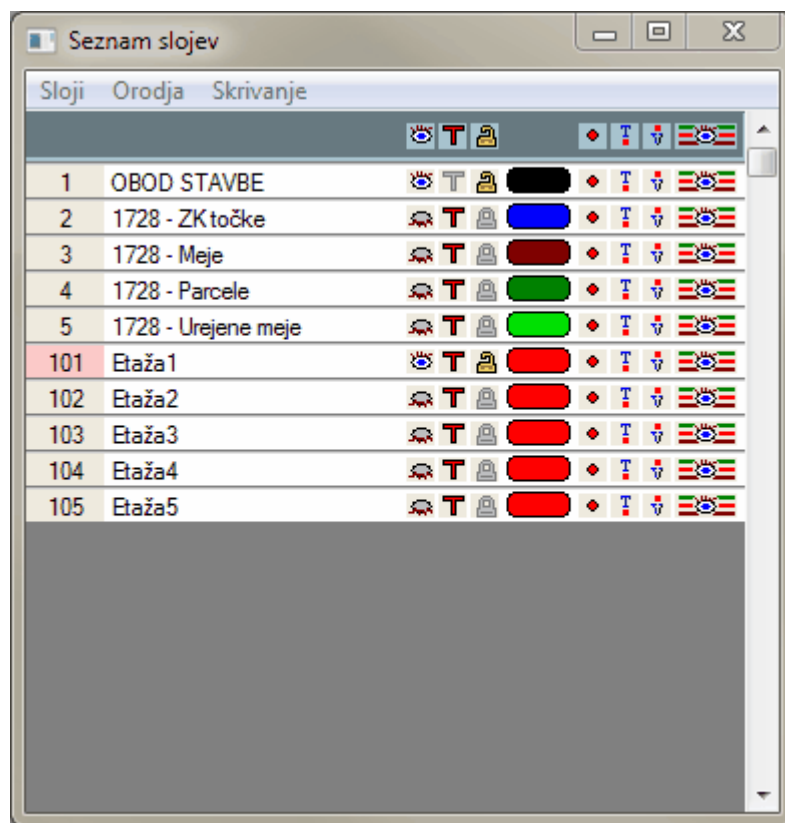 Seznam slojev
Sloji Orodja Skrivanje
1 OBOD STAVBE
2 1728 - ZK točke
3 1728 - Meje
4 1728 - Parcele
5 1728 - Urejene meje
101 Etaža1
102 Etaža2
103 Etaža3
104 Etaža4
105 Etaža5